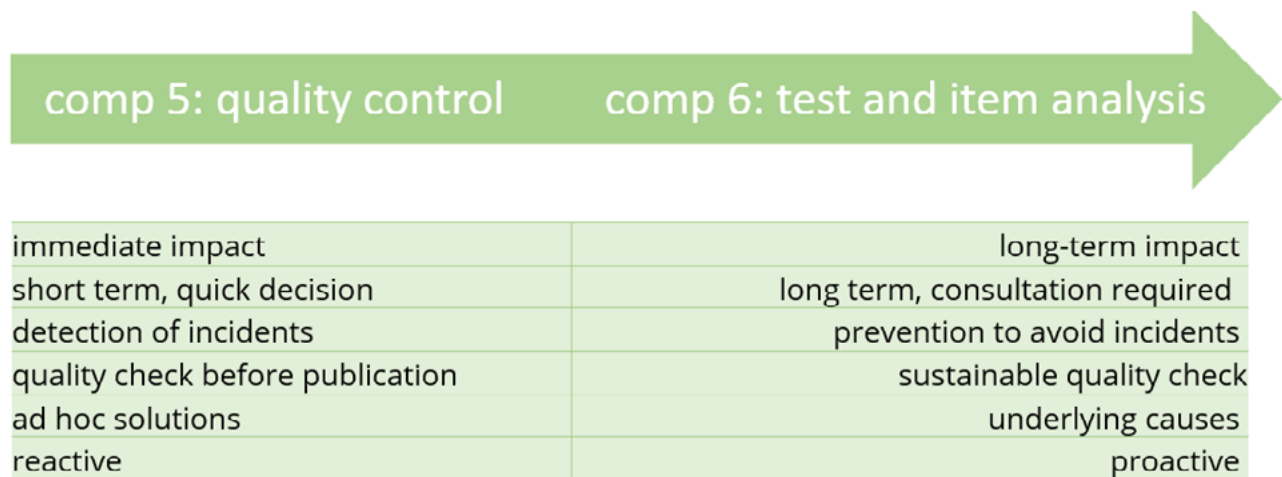 comp 5: quality control comp 6: test and item analysis
immediate impact long-term impact
short term, quick decision long term, consultation required
detection of incidents prevention to avoid incidents
quality check before publication sustainable quality check
ad hoc solutions underlying causes
reactive proactive